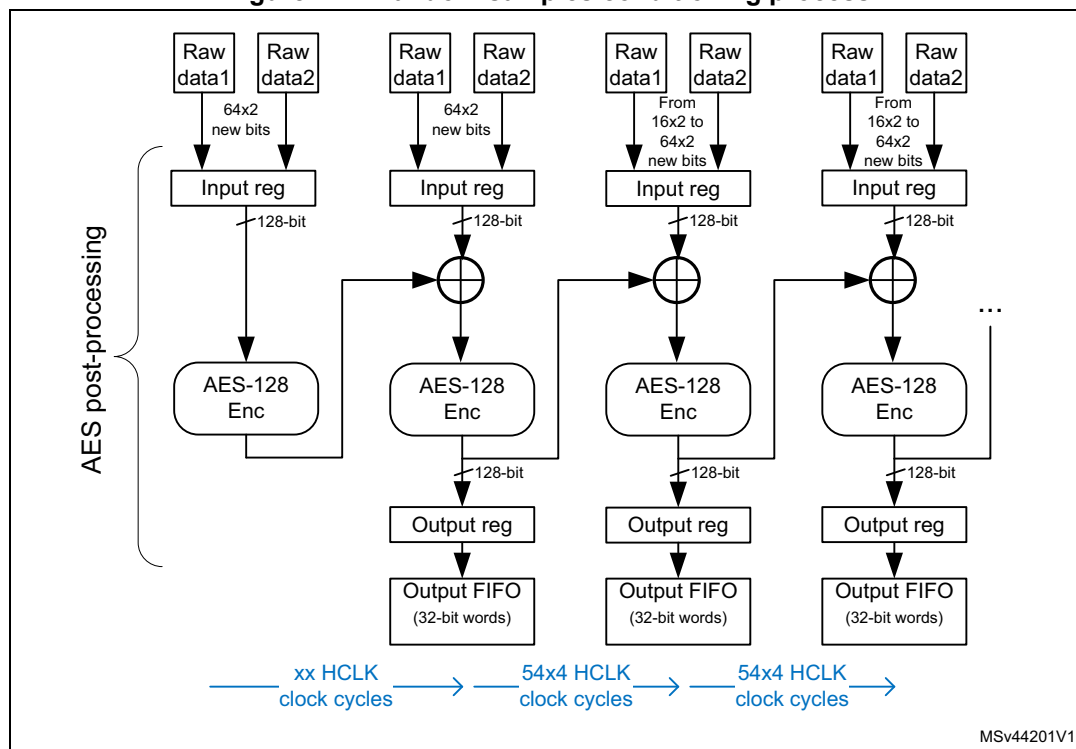 Raw data1
Raw data2
Raw data1
Raw data2
Raw data1
Raw data2
Raw data1
Raw data2
64x2
new bits
64x2
new bits
From
16x2 to
64x2
new bits
From
16x2 to
64x2
new bits
Input reg
Input reg
Input reg
Input reg
128-bit
128-bit
128-bit
128-bit
AES post-processing
...
AES-128
Enc
AES-128
Enc
AES-128
Enc
AES-128
Enc
128-bit
128-bit
128-bit
Output reg
Output reg
Output reg
Output FIFO
(32-bit words)
Output FIFO
(32-bit words)
Output FIFO
(32-bit words)
xx HCLK
clock cycles
54x4 HCLK
clock cycles
54x4 HCLK
clock cycles
MSv44201V1